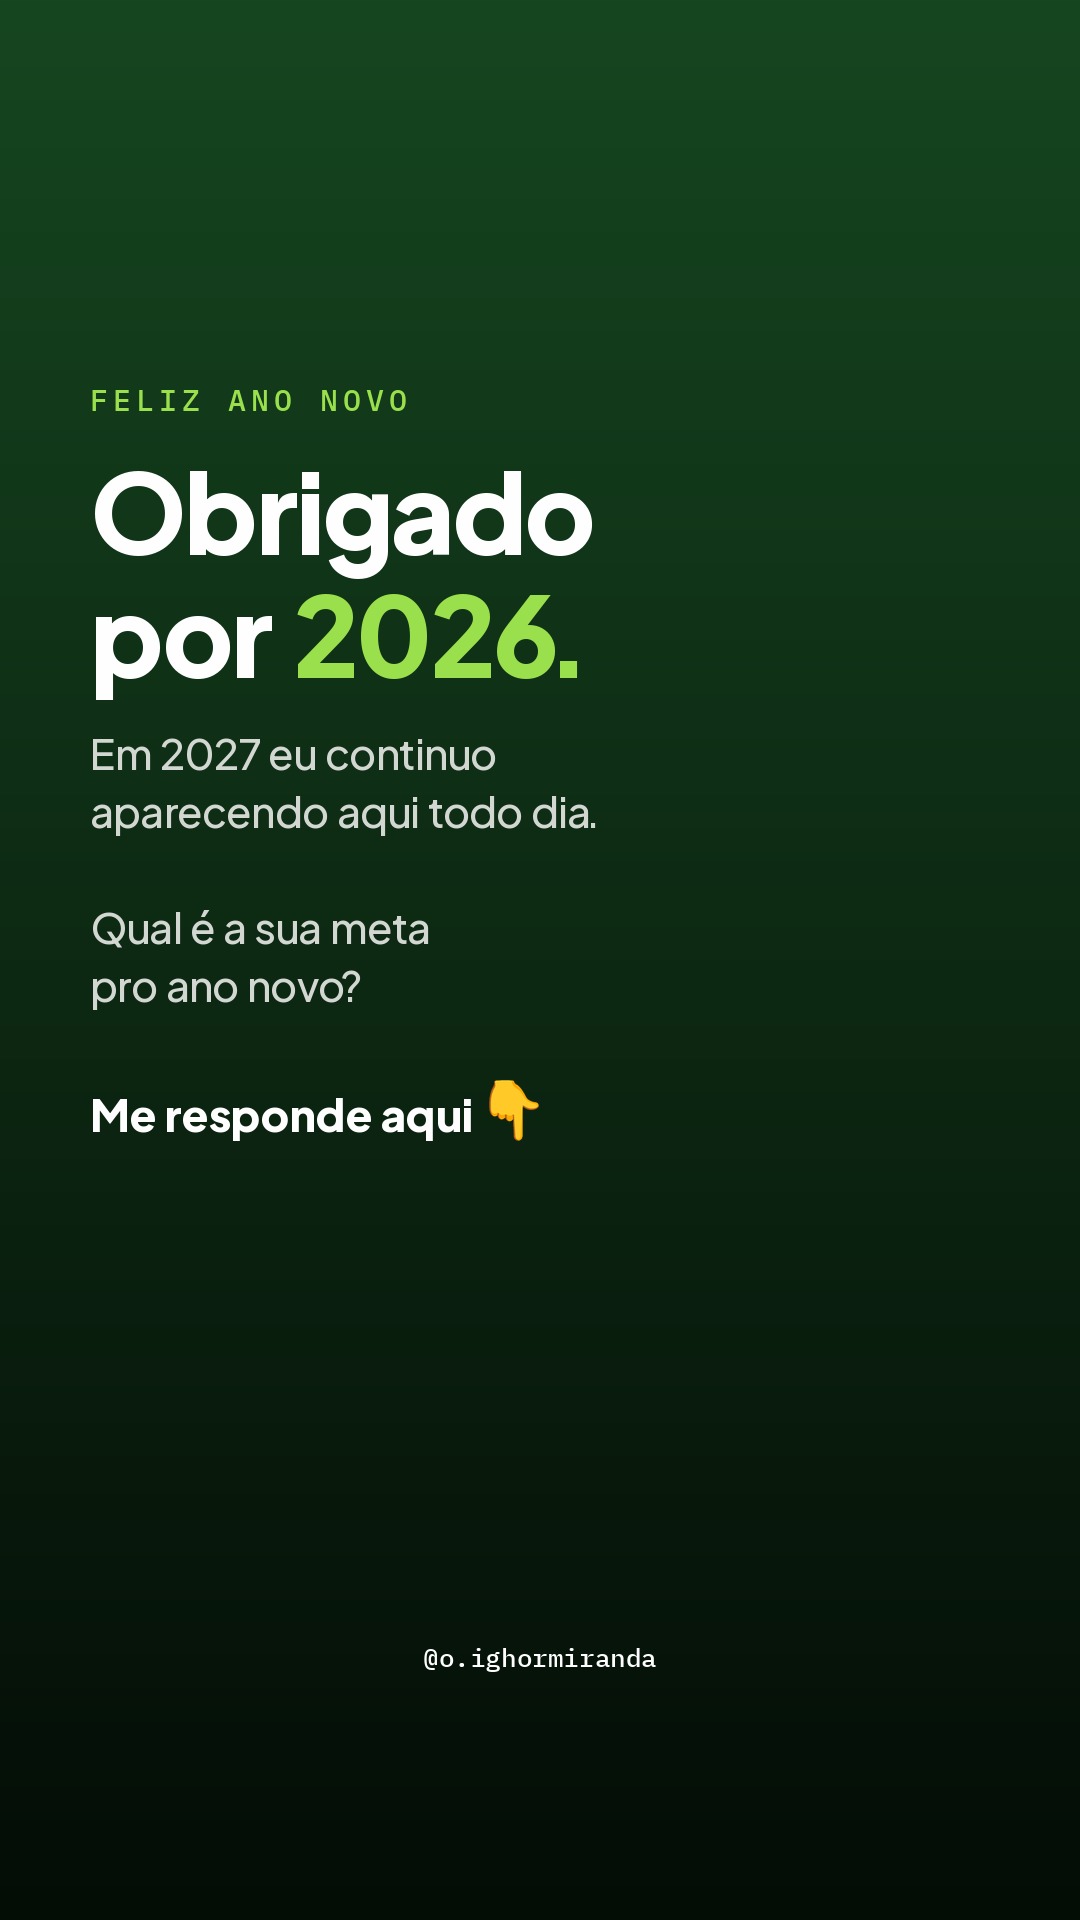 FELIZ ANO NOVO
Obrigado
por 2026.
Em 2027 eu continuo
aparecendo aqui todo dia.
Qual é a sua meta
pro ano novo?
Me responde aqui 👇
@o.ighormiranda